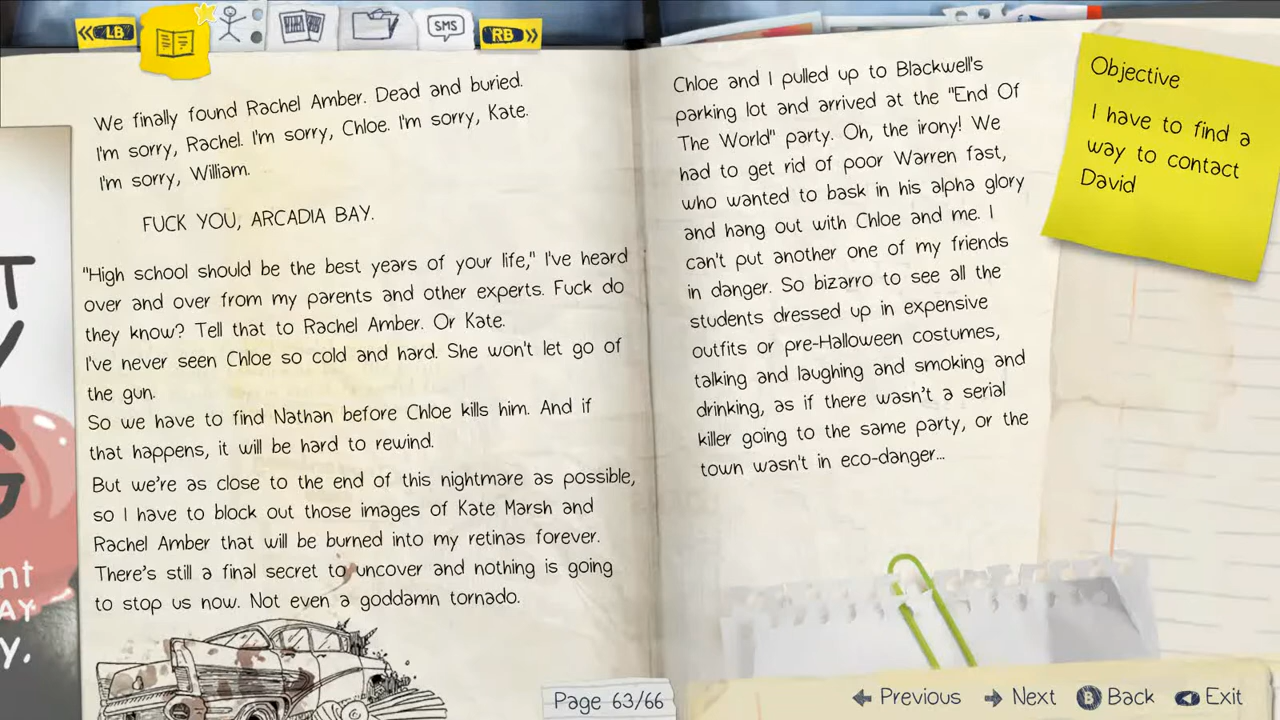 LB
SMS
RB
We finally found Rachel Amber. Dead and buried.
I'm sorry, Rachel. I'm sorry, Chloe. I'm sorry, Kate.
I'm sorry, William.
FUCK YOU, ARCADIA BAY.
"High school should be the best years of your life," I've heard
over and over from my parents and other experts. Fuck do
they know? Tell that to Rachel Amber. Or Kate.
I've never seen Chloe so cold and hard. She won't let go of
the gun.
So we have to find Nathan before Chloe kills him. And if
that happens, it will be hard to rewind.
But we're as close to the end of this nightmare as possible,
so I have to block out those images of Kate Marsh and
Rachel Amber that will be burned into my retinas forever.
There's still a final secret to uncover and nothing is going
to stop us now. Not even a goddamn tornado.
Chloe and I pulled up to Blackwell's
parking lot and arrived at the "End Of
The World" party. Oh, the irony! We
had to get rid of poor Warren fast,
who wanted to bask in his alpha glory
and hang out with Chloe and me. I
can't put another one of my friends
in danger. So bizarro to see all the
students dressed up in expensive
outfits or pre-Halloween costumes,
talking and laughing and smoking and
drinking, as if there wasn't a serial
killer going to the same party, or the
town wasn't in eco-danger...
Objective
I have to find a
way to contact
David
Page 63/66
Previous Next B Back Exit